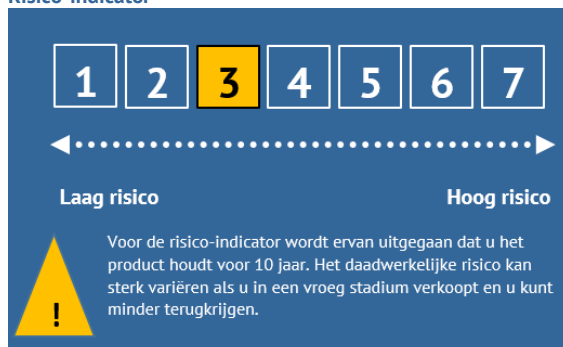 Risico-indicator
1 2 3 4 5 6 7
Laag risico Hoog risico
Voor de risico-indicator wordt ervan uitgegaan dat u het
product houdt voor 10 jaar. Het daadwerkelijke risico kan
sterk variëren als u in een vroeg stadium verkoopt en u kunt
minder terugkrijgen.
!